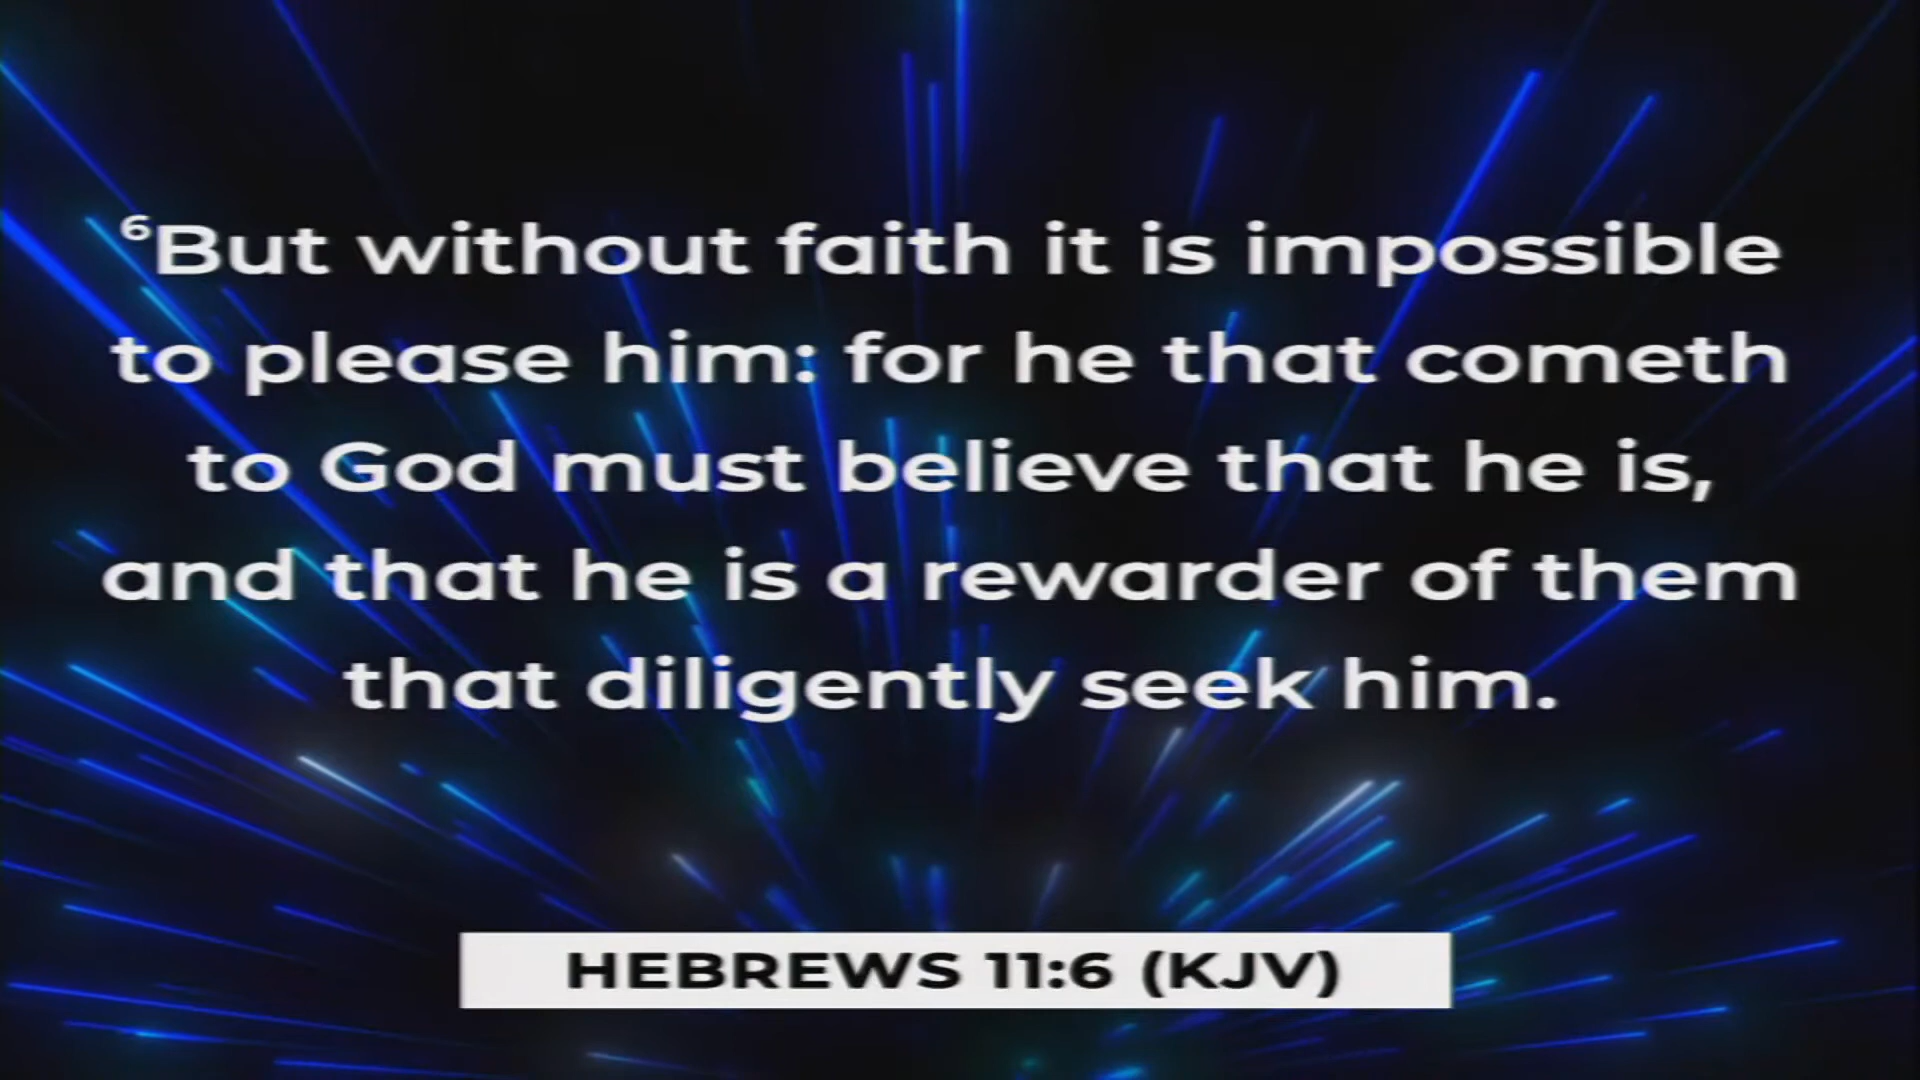 ⁶But without faith it is impossible
to please him: for he that cometh
to God must believe that he is,
and that he is a rewarder of them
that diligently seek him.
HEBREWS 11:6 (KJV)